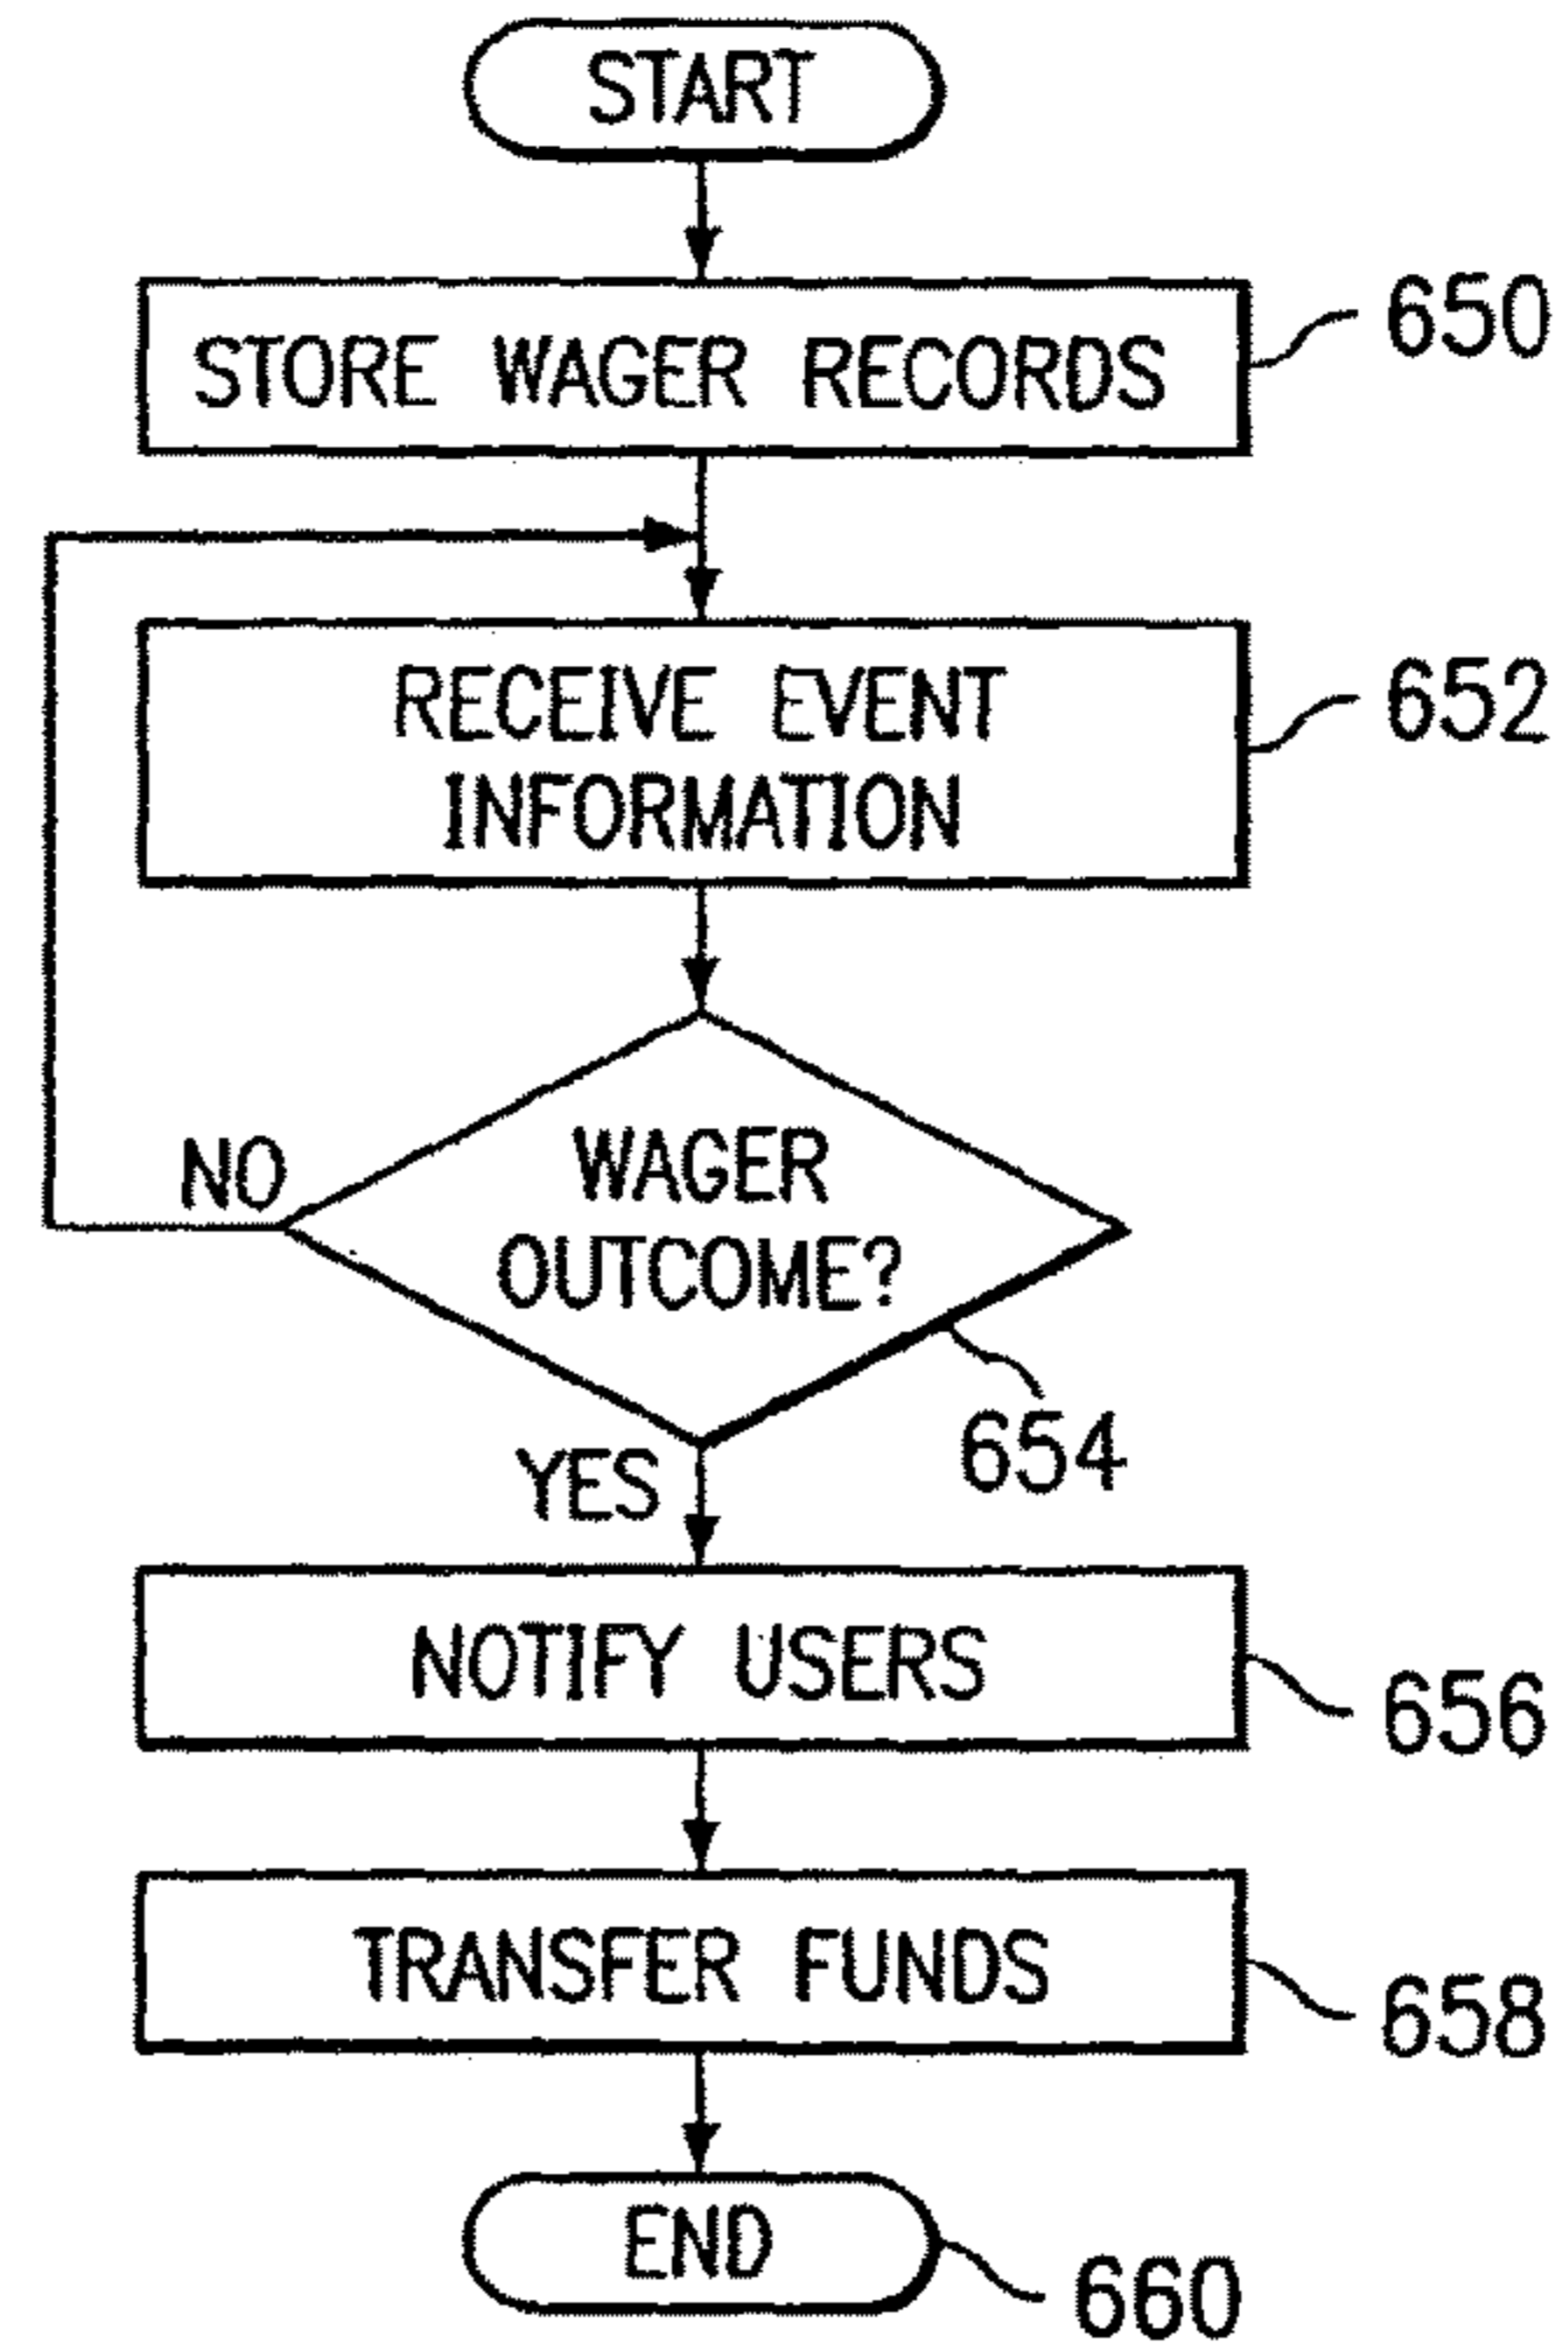 START
STORE WAGER RECORDS
650
RECEIVE EVENT
INFORMATION
652
NO
WAGER
OUTCOME?
654
YES
NOTIFY USERS
656
TRANSFER FUNDS
658
END
660